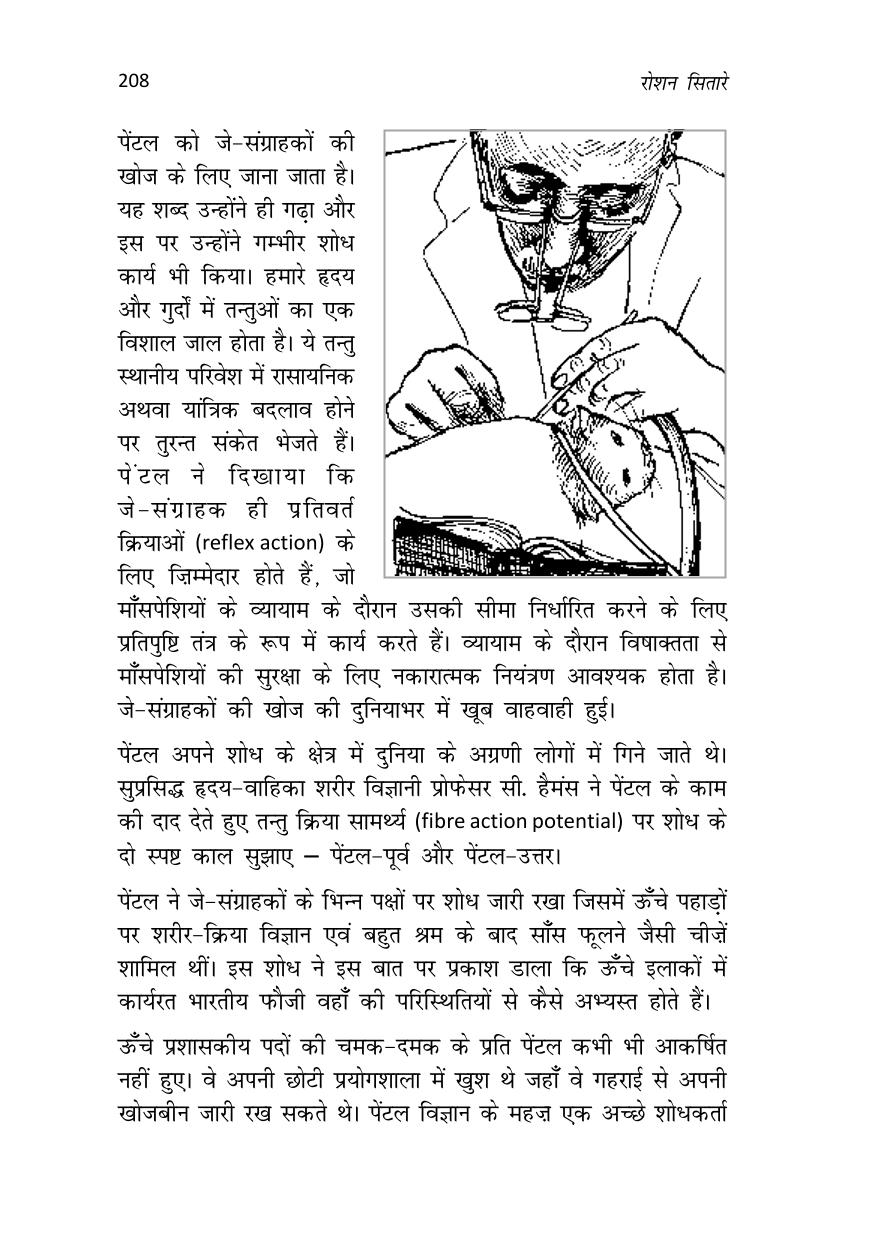 208
रोशन सितारे
पेंटल को जे-संग्राहकों की
खोज के लिए जाना जाता है।
यह शब्द उन्होंने ही गढ़ा और
इस पर उन्होंने गम्भीर शोध
कार्य भी किया। हमारे हृदय
और गुर्दों में तन्तुओं का एक
विशाल जाल होता है। ये तन्तु
स्थानीय परिवेश में रासायनिक
अथवा यांत्रिक बदलाव होने
पर तुरन्त संकेत भेजते हैं।
पेंटल ने दिखाया कि
जे-संग्राहक ही प्रतिवर्त
क्रियाओं (reflex action) के
लिए ज़िम्मेदार होते हैं, जो
माँसपेशियों के व्यायाम के दौरान उसकी सीमा निर्धारित करने के लिए
प्रतिपुष्टि तंत्र के रूप में कार्य करते हैं। व्यायाम के दौरान विषाक्तता से
माँसपेशियों की सुरक्षा के लिए नकारात्मक नियंत्रण आवश्यक होता है।
जे-संग्राहकों की खोज की दुनियाभर में खूब वाहवाही हुई।
पेंटल अपने शोध के क्षेत्र में दुनिया के अग्रणी लोगों में गिने जाते थे।
सुप्रसिद्ध हृदय-वाहिका शरीर विज्ञानी प्रोफेसर सी. हैमंस ने पेंटल के काम
की दाद देते हुए तन्तु क्रिया सामर्थ्य (fibre action potential) पर शोध के
दो स्पष्ट काल सुझाए – पेंटल-पूर्व और पेंटल-उत्तर।
पेंटल ने जे-संग्राहकों के भिन्न पक्षों पर शोध जारी रखा जिसमें ऊँचे पहाड़ों
पर शरीर-क्रिया विज्ञान एवं बहुत श्रम के बाद साँस फूलने जैसी चीज़ें
शामिल थीं। इस शोध ने इस बात पर प्रकाश डाला कि ऊँचे इलाकों में
कार्यरत भारतीय फौजी वहाँ की परिस्थितियों से कैसे अभ्यस्त होते हैं।
ऊँचे प्रशासकीय पदों की चमक-दमक के प्रति पेंटल कभी भी आकर्षित
नहीं हुए। वे अपनी छोटी प्रयोगशाला में खुश थे जहाँ वे गहराई से अपनी
खोजबीन जारी रख सकते थे। पेंटल विज्ञान के महज़ एक अच्छे शोधकर्ता